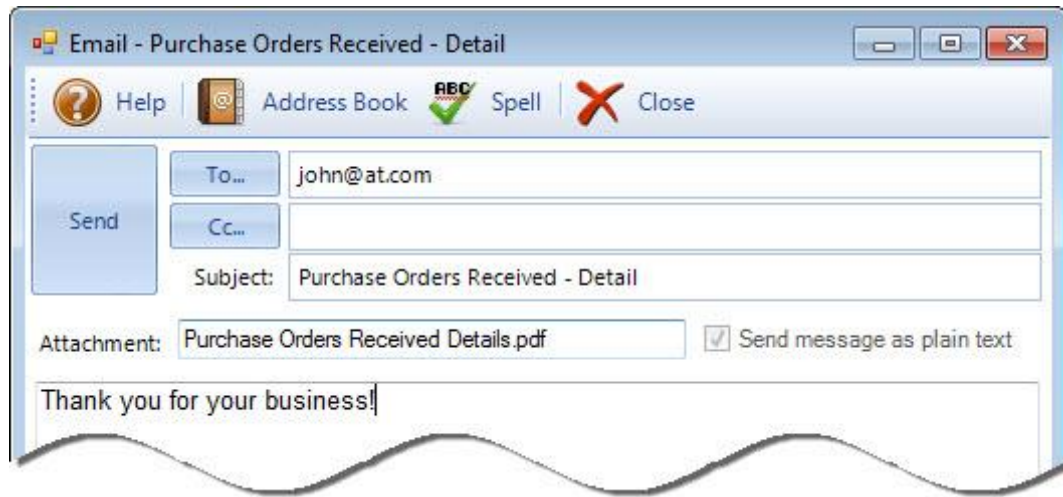 Email - Purchase Orders Received - Detail
Help Address Book ABC Spell Close
Send
To... john@at.com
Cc...
Subject: Purchase Orders Received - Detail
Attachment: Purchase Orders Received Details.pdf Send message as plain text
Thank you for your business!